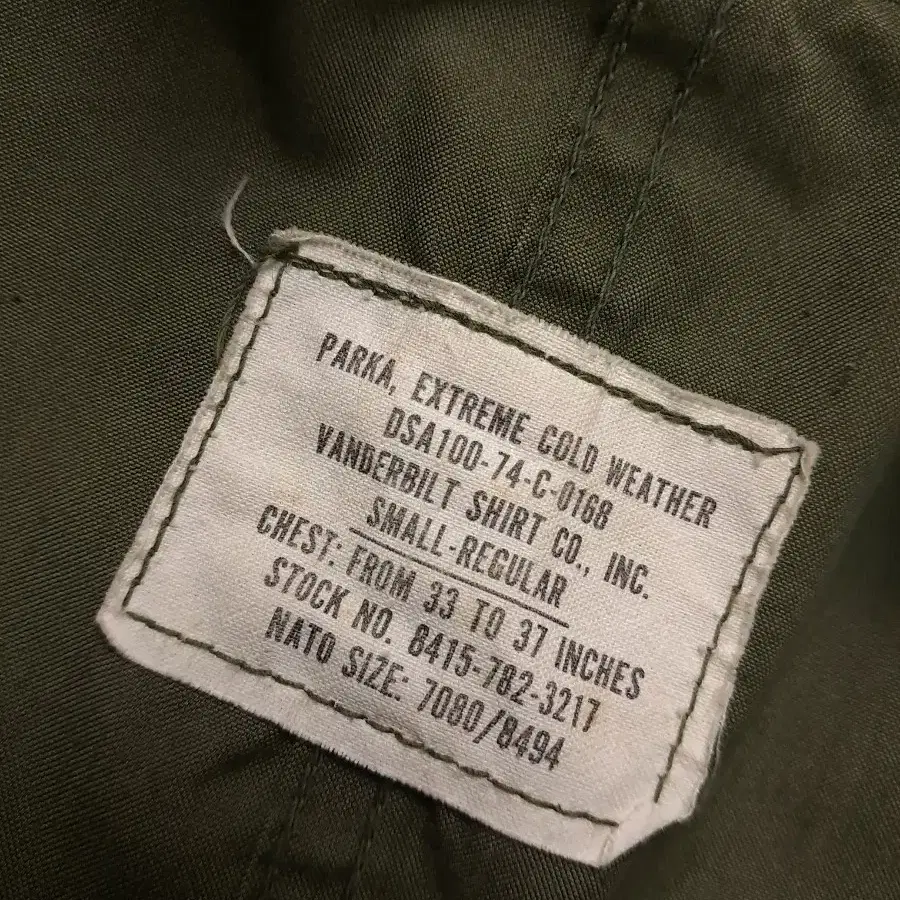 PARKA, EXTREME COLD WEATHER
DSA100-74-C-0168
VANDERBILT SHIRT CO., INC.
SMALL-REGULAR
CHEST: FROM 33 TO 37 INCHES
STOCK NO. 8415-782-3217
NATO SIZE: 7080/8494